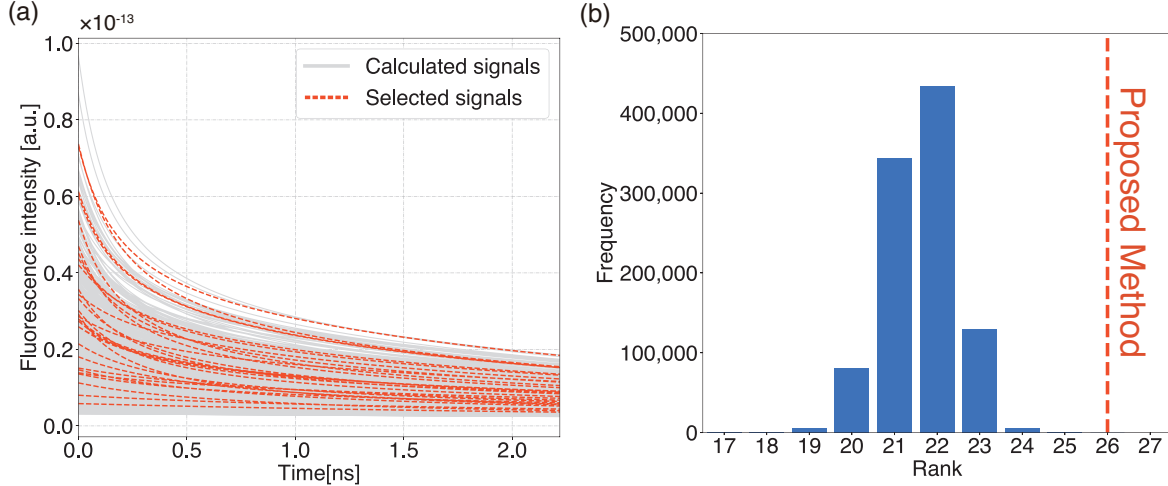 (a)
×10-13
1.0
0.8
0.6
0.4
0.2
0.0
Fluorescence intensity [a.u.]
Calculated signals
Selected signals
0.0 0.5 1.0 1.5 2.0
Time[ns]
(b)
500,000
400,000
300,000
200,000
100,000
0
Frequency
17 18 19 20 21 22 23 24 25 26 27
Rank
Proposed Method